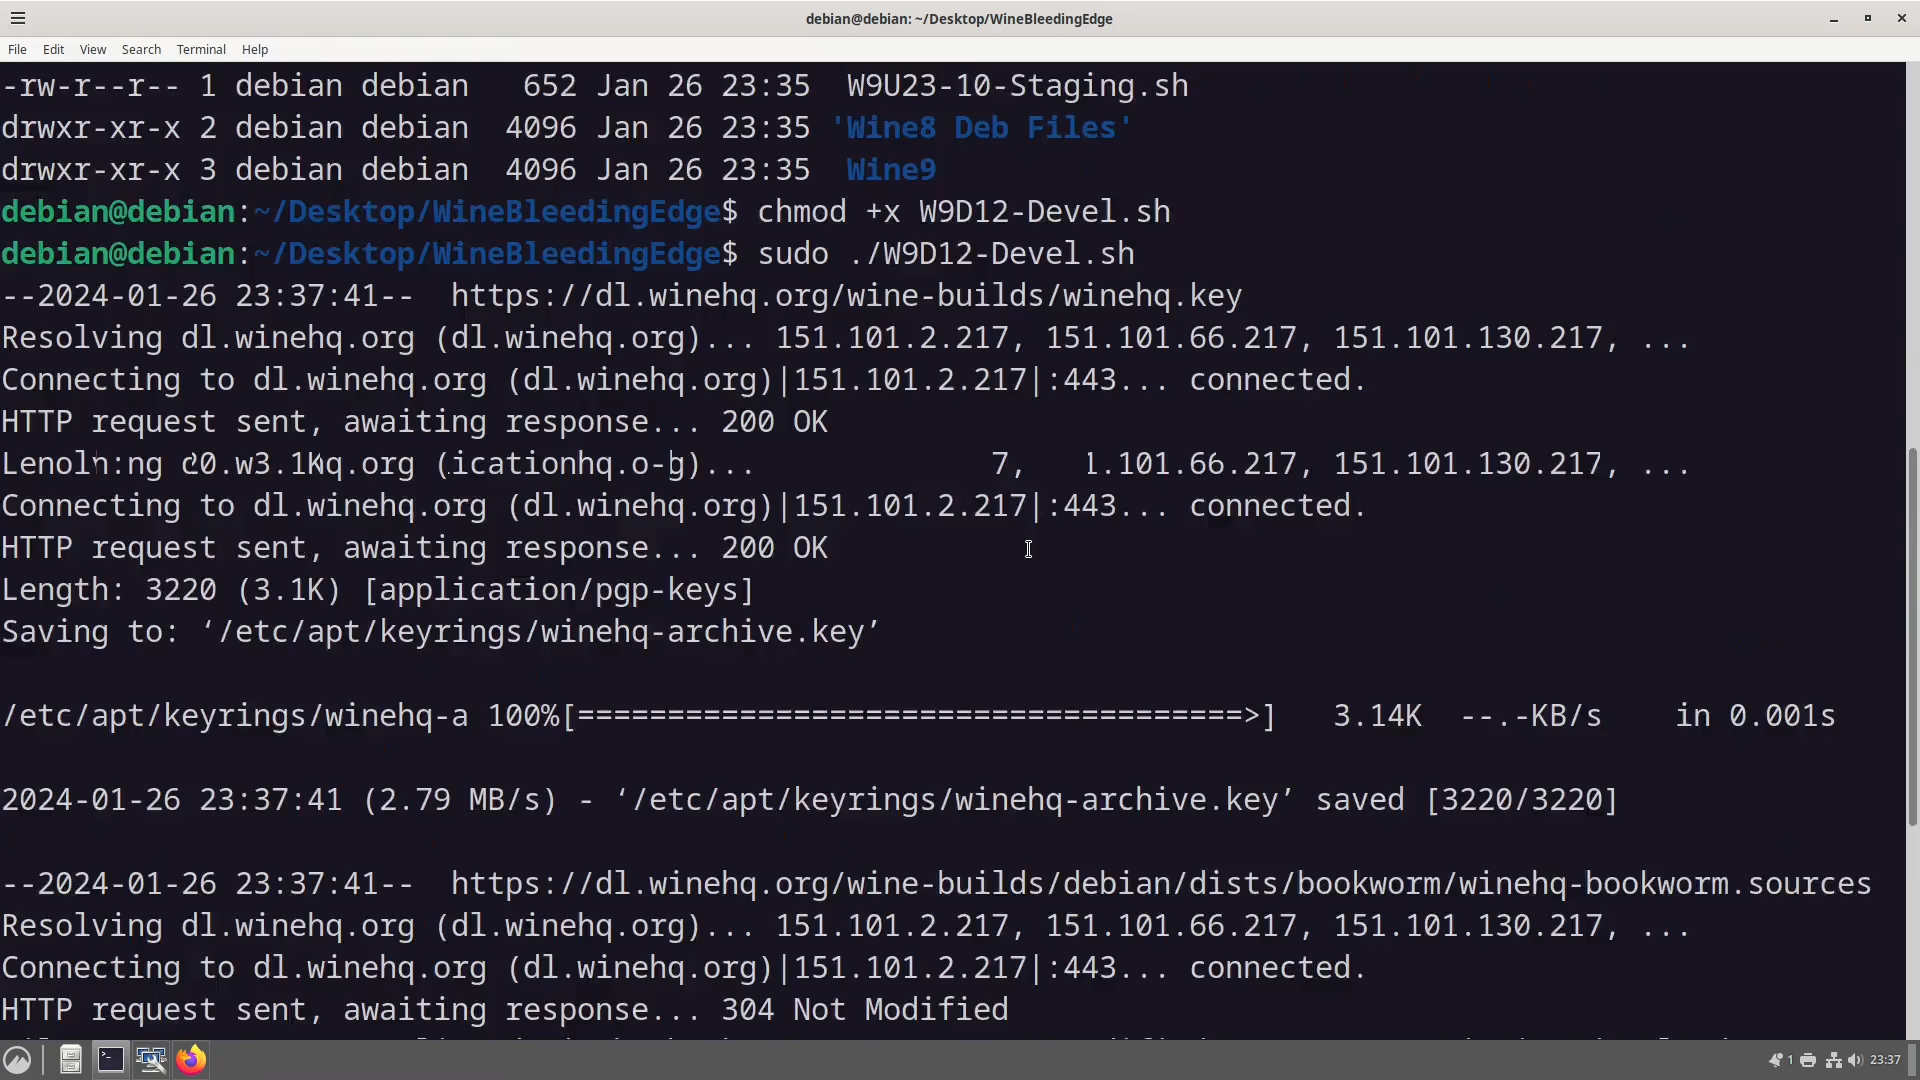 debian@debian: ~/Desktop/WineBleedingEdge
File Edit View Search Terminal Help
-rw-r--r-- 1 debian debian   652 Jan 26 23:35  W9U23-10-Staging.sh
drwxr-xr-x 2 debian debian  4096 Jan 26 23:35 'Wine8 Deb Files'
drwxr-xr-x 3 debian debian  4096 Jan 26 23:35  Wine9
debian@debian:~/Desktop/WineBleedingEdge$ chmod +x W9D12-Devel.sh
debian@debian:~/Desktop/WineBleedingEdge$ sudo ./W9D12-Devel.sh
--2024-01-26 23:37:41--  https://dl.winehq.org/wine-builds/winehq.key
Resolving dl.winehq.org (dl.winehq.org)... 151.101.2.217, 151.101.66.217, 151.101.130.217, ...
Connecting to dl.winehq.org (dl.winehq.org)|151.101.2.217|:443... connected.
HTTP request sent, awaiting response... 200 OK
7, 1.101.66.217, 151.101.130.217, ...
Connecting to dl.winehq.org (dl.winehq.org)|151.101.2.217|:443... connected.
HTTP request sent, awaiting response... 200 OK
Length: 3220 (3.1K) [application/pgp-keys]
Saving to: ‘/etc/apt/keyrings/winehq-archive.key’
/etc/apt/keyrings/winehq-a 100%[=====================================>]   3.14K  --.-KB/s    in 0.001s
2024-01-26 23:37:41 (2.79 MB/s) - ‘/etc/apt/keyrings/winehq-archive.key’ saved [3220/3220]
--2024-01-26 23:37:41--  https://dl.winehq.org/wine-builds/debian/dists/bookworm/winehq-bookworm.sources
Resolving dl.winehq.org (dl.winehq.org)... 151.101.2.217, 151.101.66.217, 151.101.130.217, ...
Connecting to dl.winehq.org (dl.winehq.org)|151.101.2.217|:443... connected.
HTTP request sent, awaiting response... 304 Not Modified
1 23:37